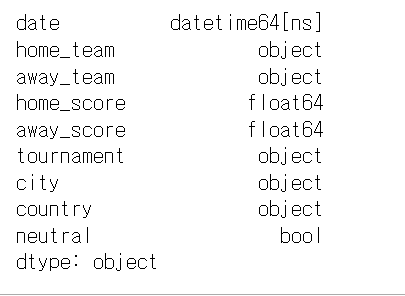 date datetime64[ns]
home_team object
away_team object
home_score float64
away_score float64
tournament object
city object
country object
neutral bool
dtype: object